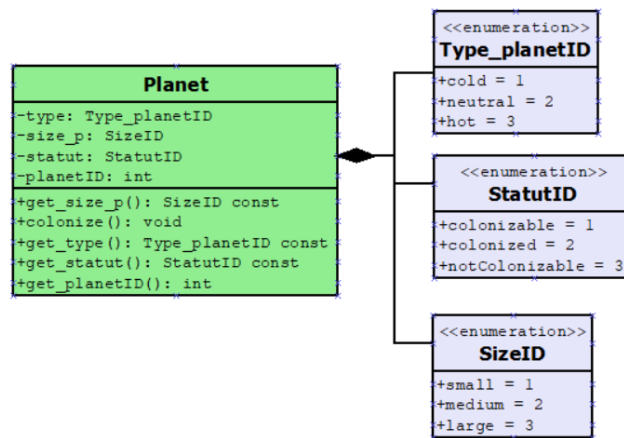 Planet
-type: Type_planetID
-size_p: SizeID
-statut: StatutID
-planetID: int
+get_size_p(): SizeID const
+colonize(): void
+get_type(): Type_planetID const
+get_statut(): StatutID const
+get_planetID(): int
<<enumeration>>
Type_planetID
+cold = 1
+neutral = 2
+hot = 3
<<enumeration>>
StatutID
+colonizable = 1
+colonized = 2
+notColonizable = 3
<<enumeration>>
SizeID
+small = 1
+medium = 2
+large = 3